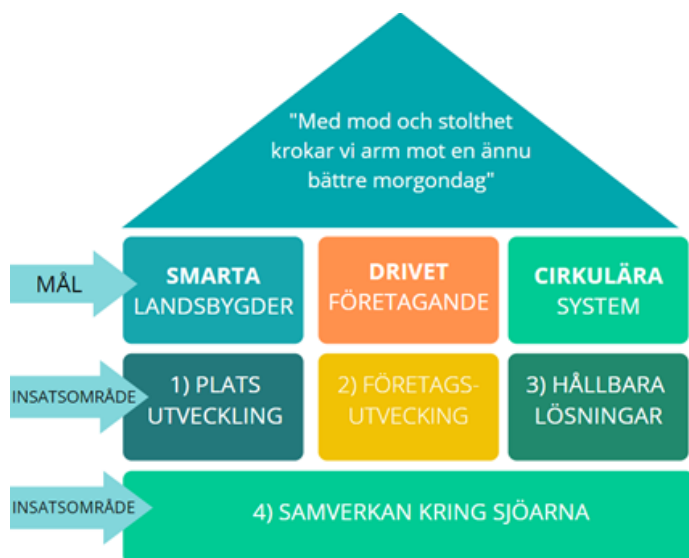 "Med mod och stolthet
krokar vi arm mot en ännu
bättre morgondag"
MÅL
SMARTA
LANDSBYGDER
DRIVET
FÖRETAGANDE
CIRKULÄRA
SYSTEM
INSATSOMRÅDE
1) PLATS
UTVECKLING
2) FÖRETAGS-
UTVECKING
3) HÅLLBARA
LÖSNINGAR
INSATSOMRÅDE
4) SAMVERKAN KRING SJÖARNA